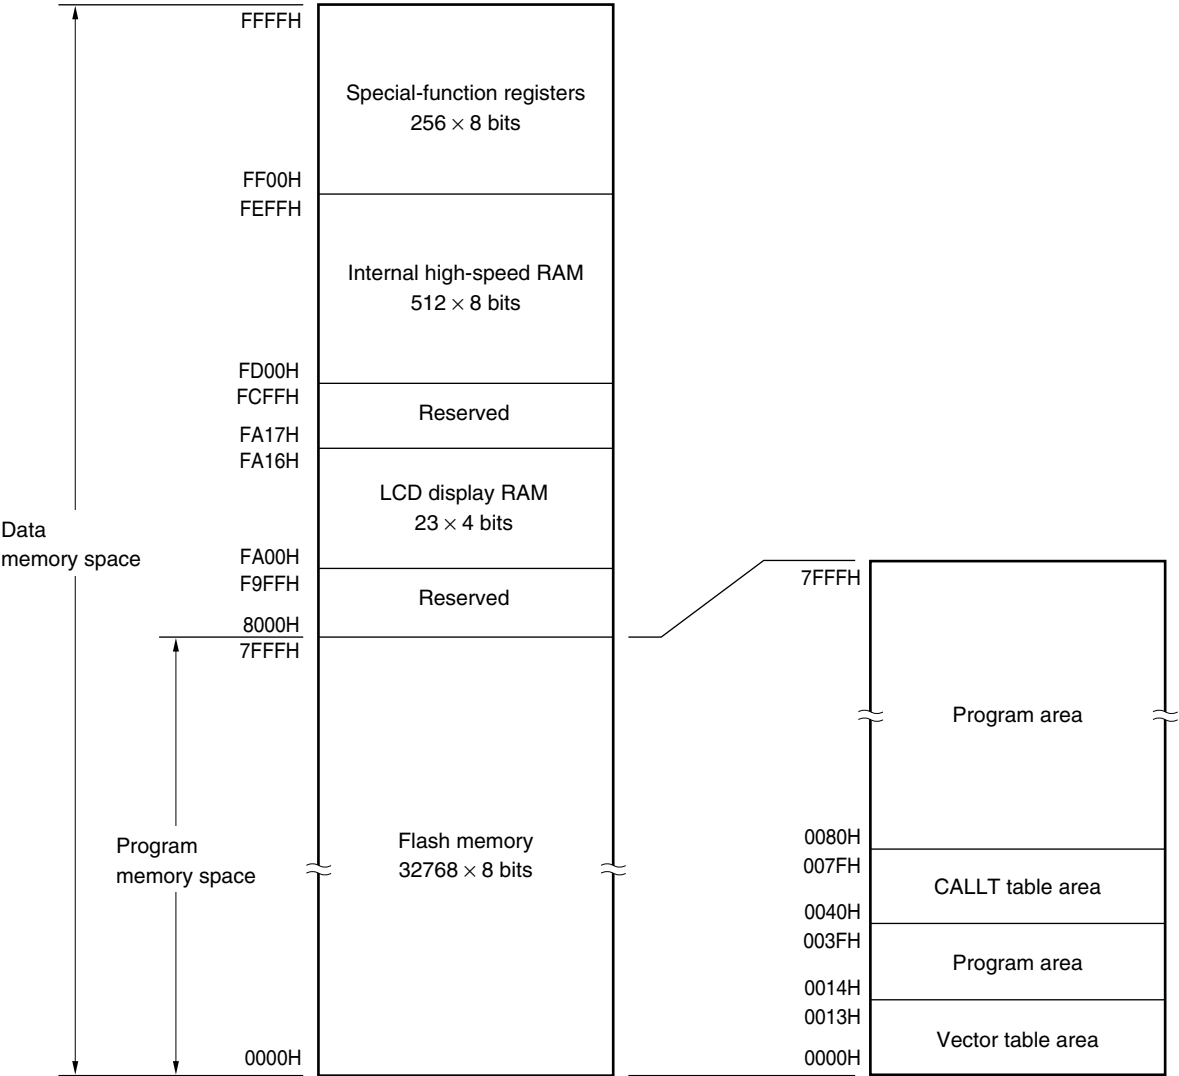 FFFFH
Special-function registers
256 × 8 bits
FF00H
FEFFH
Internal high-speed RAM
512 × 8 bits
FD00H
FCFFH
Reserved
FA17H
FA16H
LCD display RAM
23 × 4 bits
Data
memory space
FA00H
F9FFH
Reserved
8000H
7FFFH
Program
memory space
Flash memory
32768 × 8 bits
0000H
7FFFH
Program area
0080H
007FH
CALLT table area
0040H
003FH
Program area
0014H
0013H
Vector table area
0000H